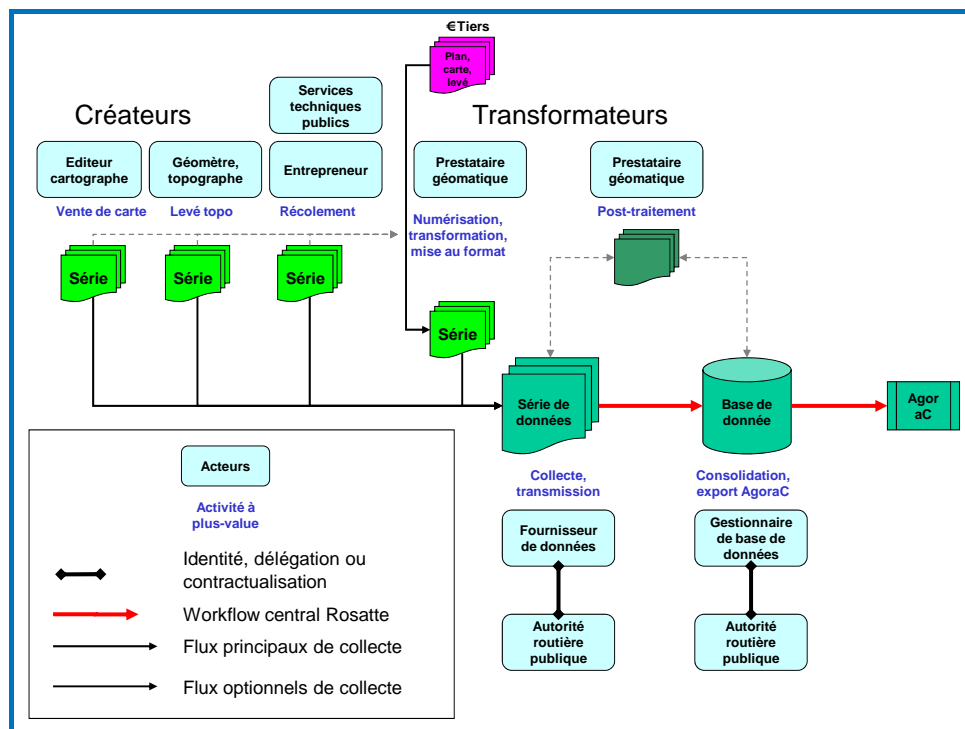 €Tiers
Plan,
carte,
levé
Services
techniques
publics
Créateurs
Transformateurs
Editeur
cartographe
Géomètre,
topographe
Entrepreneur
Prestataire
géomatique
Prestataire
géomatique
Vente de carte
Levé topo
Récolement
Numérisation,
transformation,
mise au format
Post-traitement
Série
Série
Série
Série
Série de
données
Base de
donnée
Agor
aC
Collecte,
transmission
Consolidation,
export AgoraC
Fournisseur
de données
Gestionnaire
de base de
données
Autorité
routière
publique
Autorité
routière
publique
Acteurs
Activité à
plus-value
Identité, délégation ou
contractualisation
Workflow central Rosatte
Flux principaux de collecte
Flux optionnels de collecte